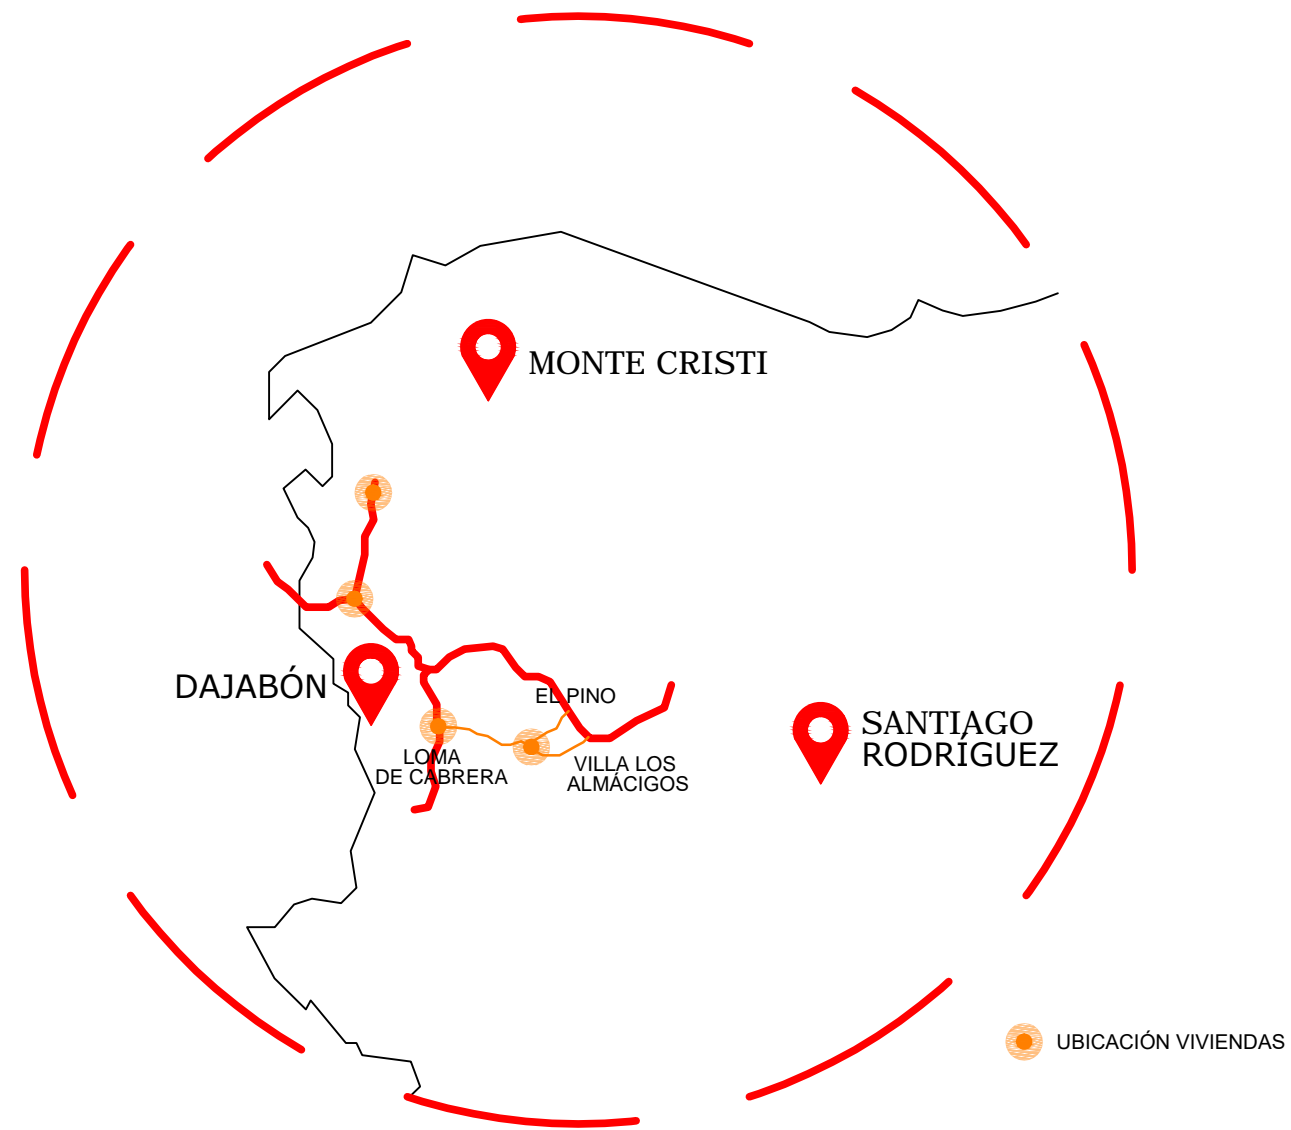 MONTE CRISTI
DAJABÓN
EL PINO
SANTIAGO
RODRÍGUEZ
LOMA
DE CABRERA
VILLA LOS
ALMÁCIGOS
UBICACIÓN VIVIENDAS